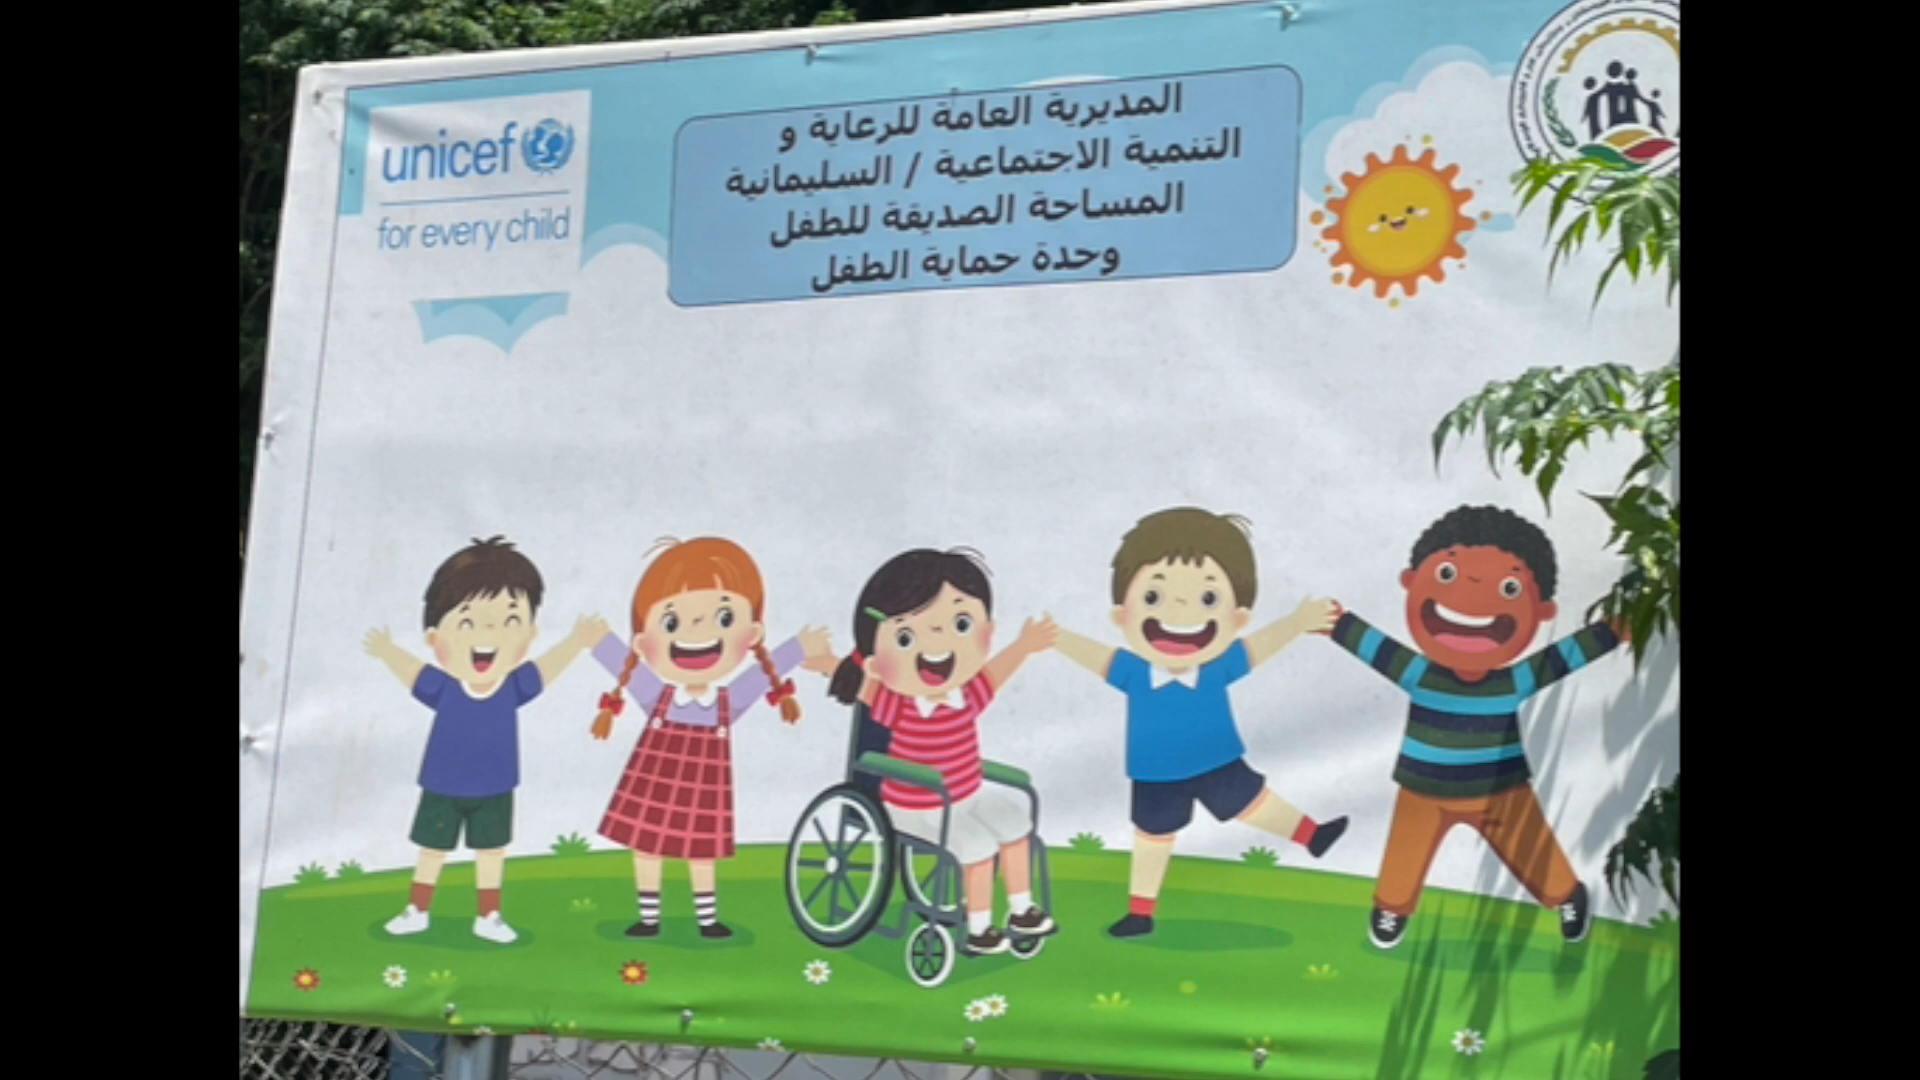 unicef
for every child
المديرية العامة للرعاية و
التنمية الاجتماعية / السليمانية
المساحة الصديقة للطفل
وحدة حماية الطفل